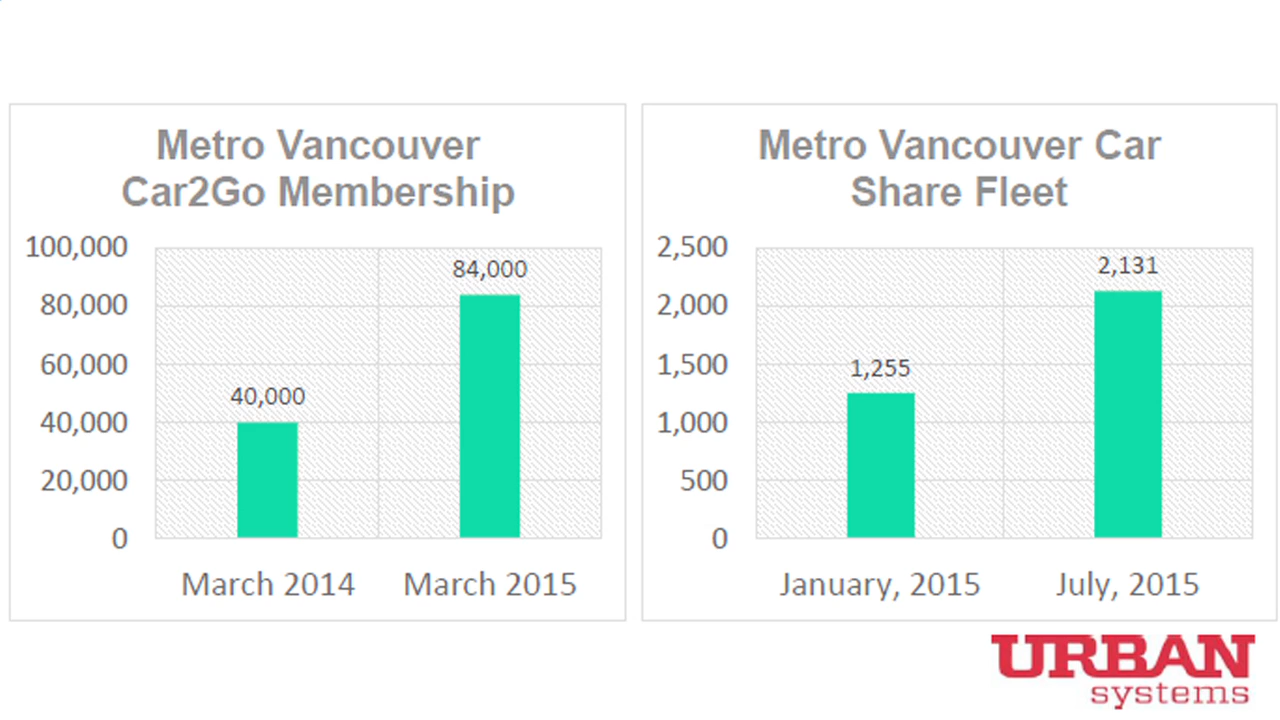 Metro Vancouver
Car2Go Membership
100,000
80,000
60,000
40,000
20,000
0
40,000
84,000
March 2014
March 2015
Metro Vancouver Car
Share Fleet
2,500
2,000
1,500
1,000
500
0
1,255
2,131
January, 2015
July, 2015
URBAN
systems